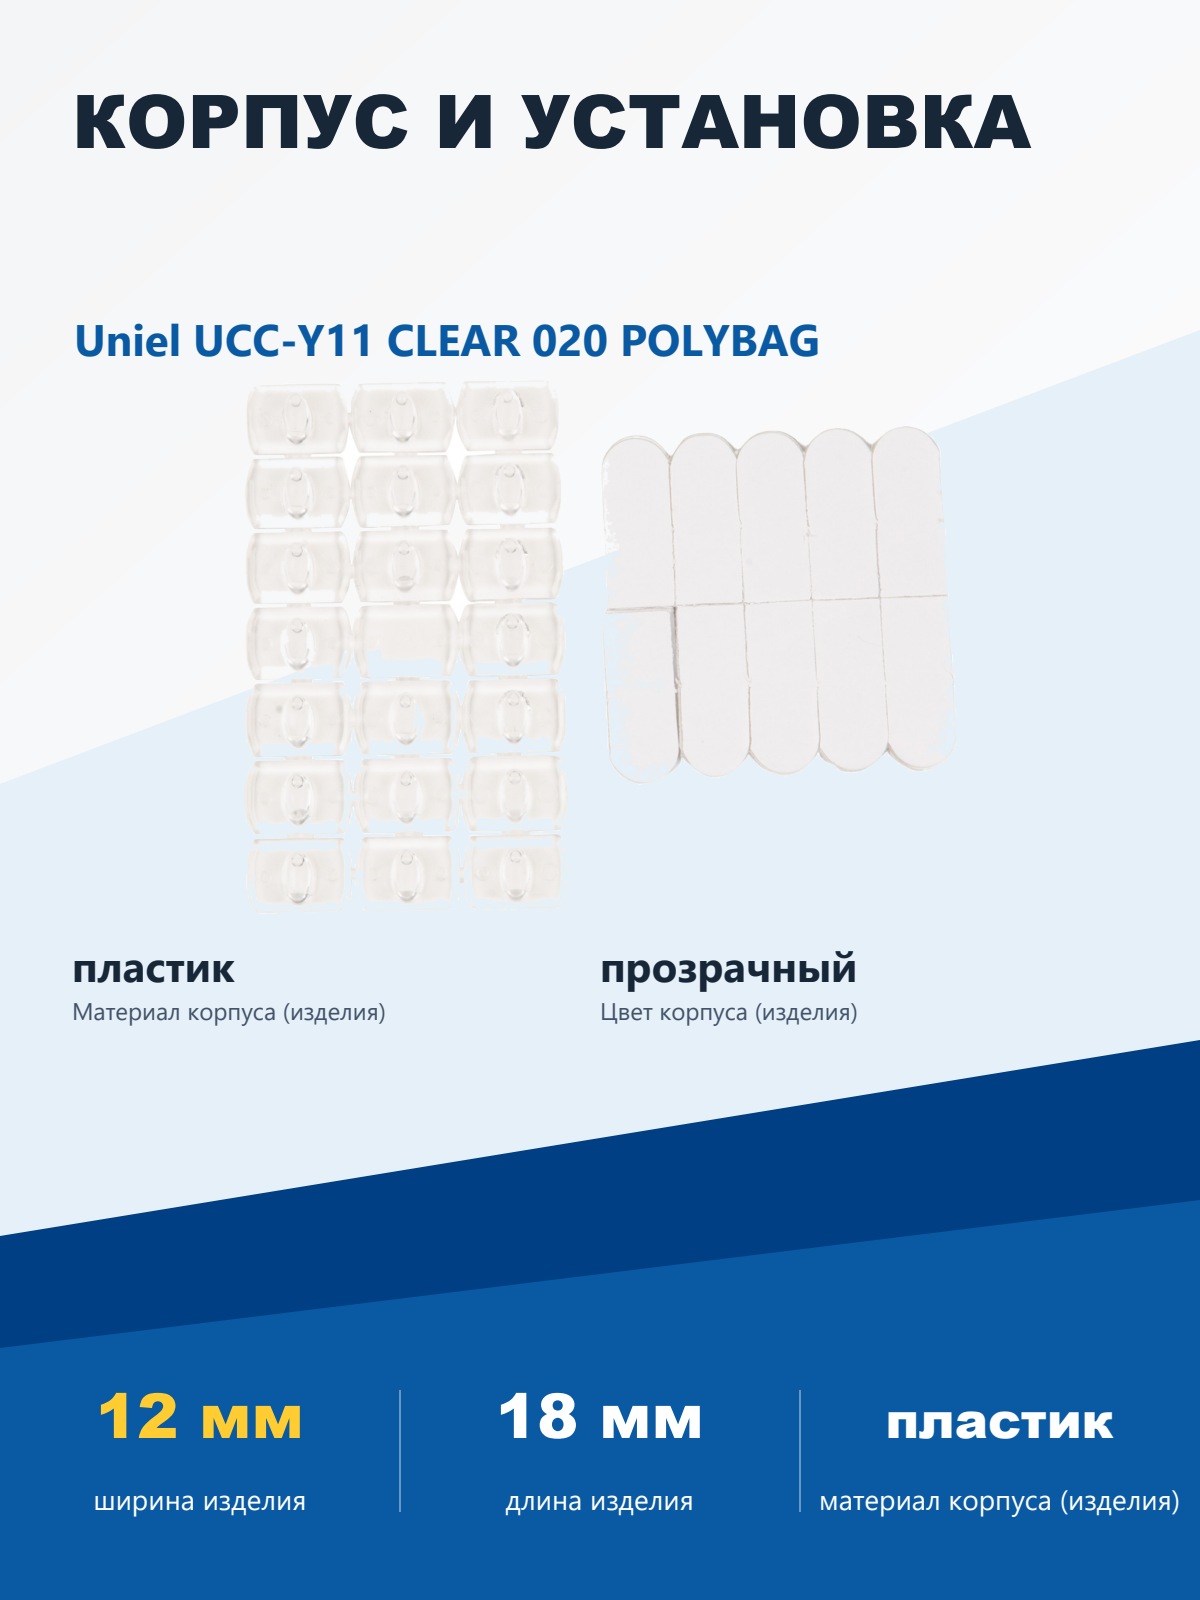 КОРПУС И УСТАНОВКА
Uniel UCC-Y11 CLEAR 020 POLYBAG
пластик
Материал корпуса (изделия)
прозрачный
Цвет корпуса (изделия)
12 мм
ширина изделия
18 мм
длина изделия
пластик
материал корпуса (изделия)